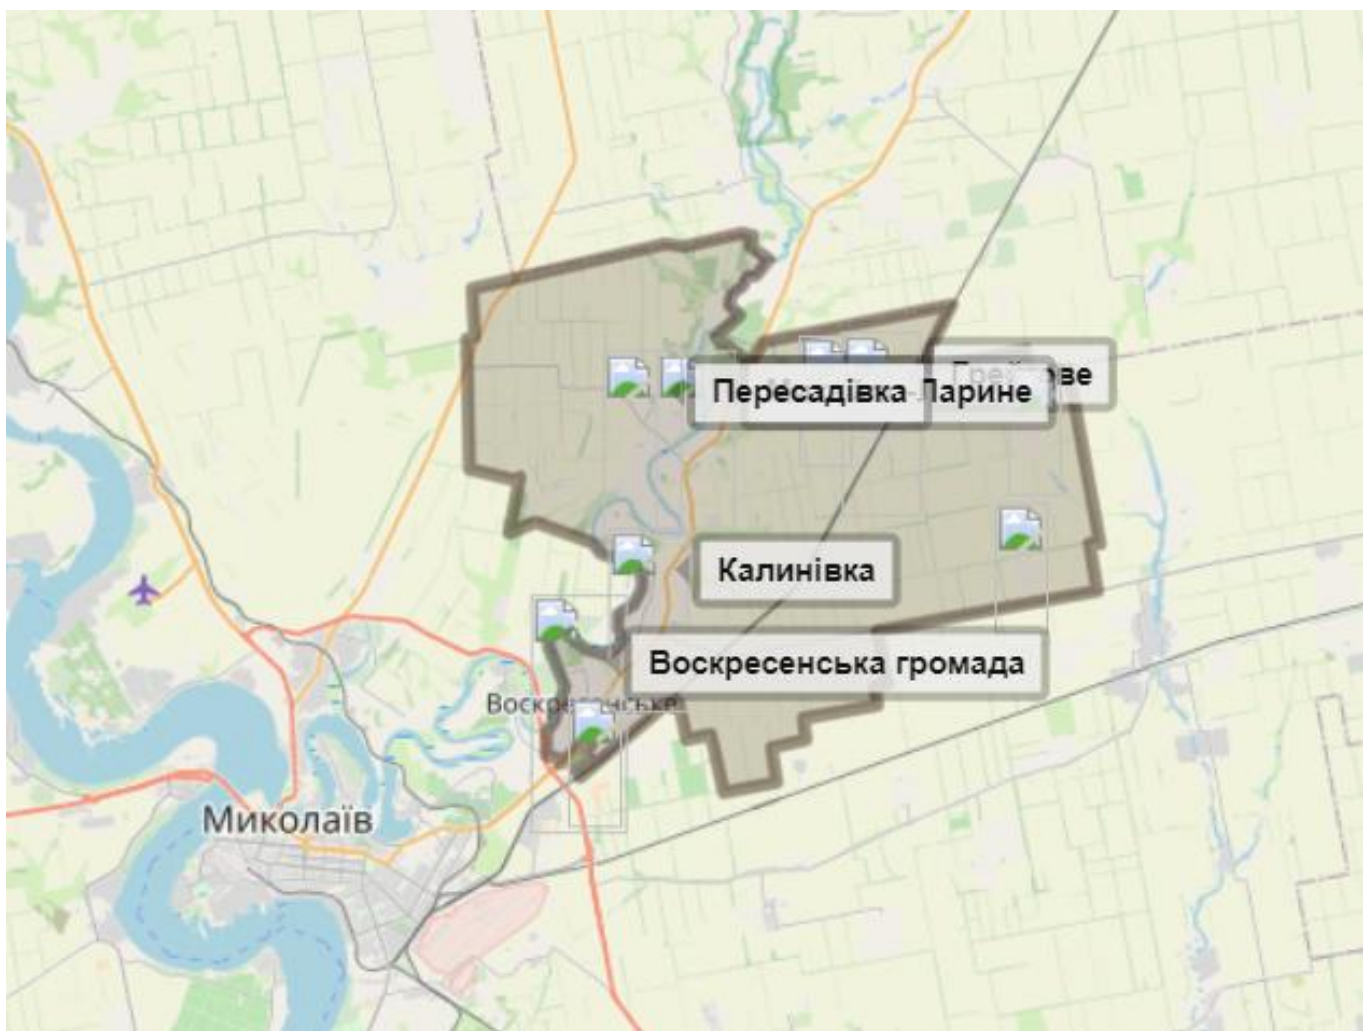 Пересадівка
-Ларине
Калинівка
Воскресенська громада
Миколаїв